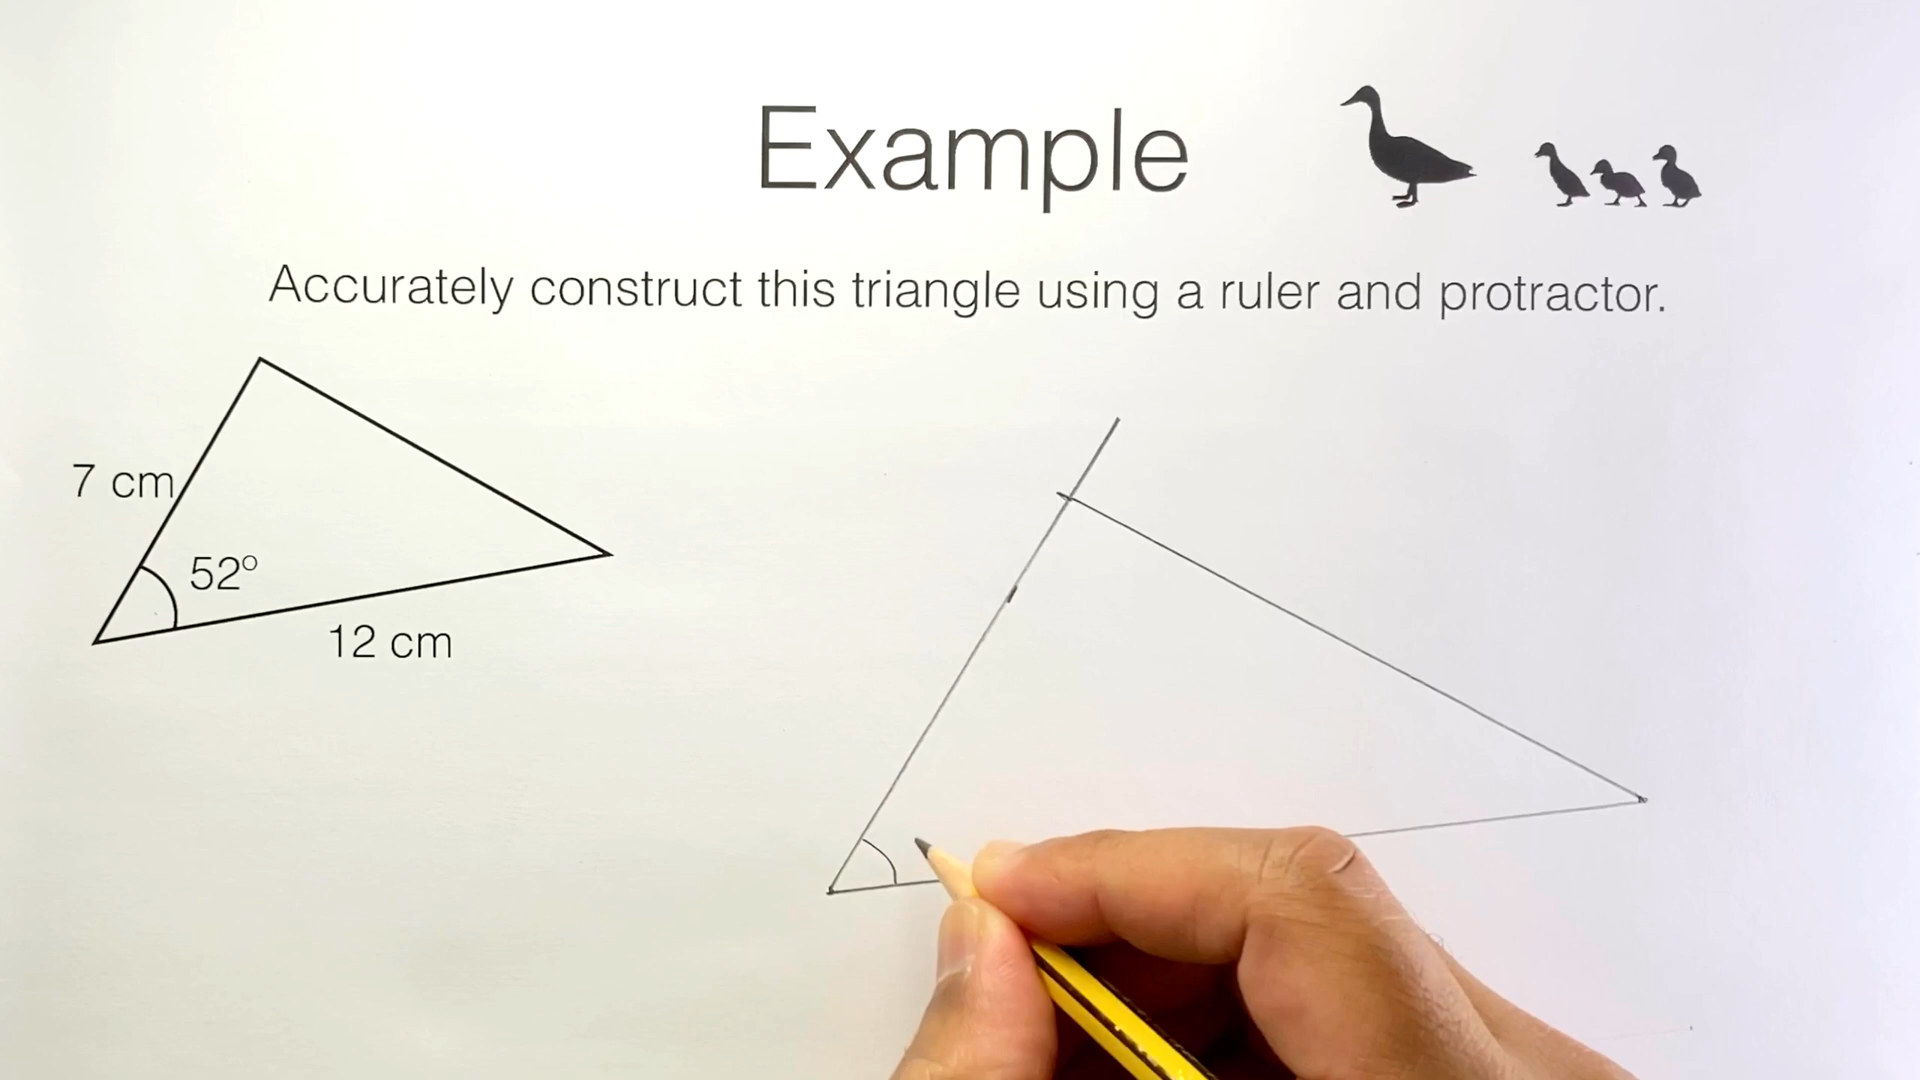 Example
Accurately construct this triangle using a ruler and protractor.
7 cm
52°
12 cm